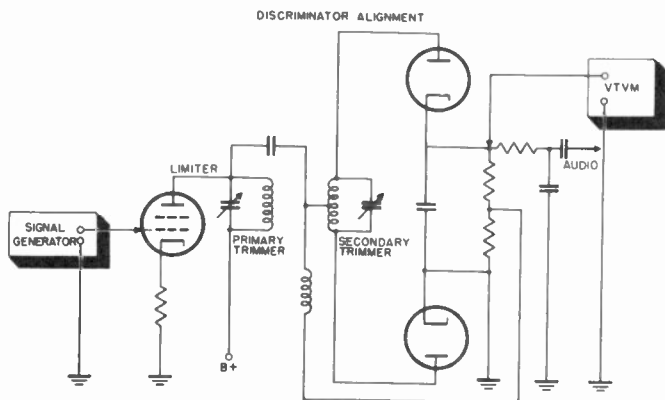 DISCRIMINATOR ALIGNMENT
VTVM
LIMITER
AUDIO
SIGNAL
GENERATOR
PRIMARY
TRIMMER
SECONDARY
TRIMMER
B+